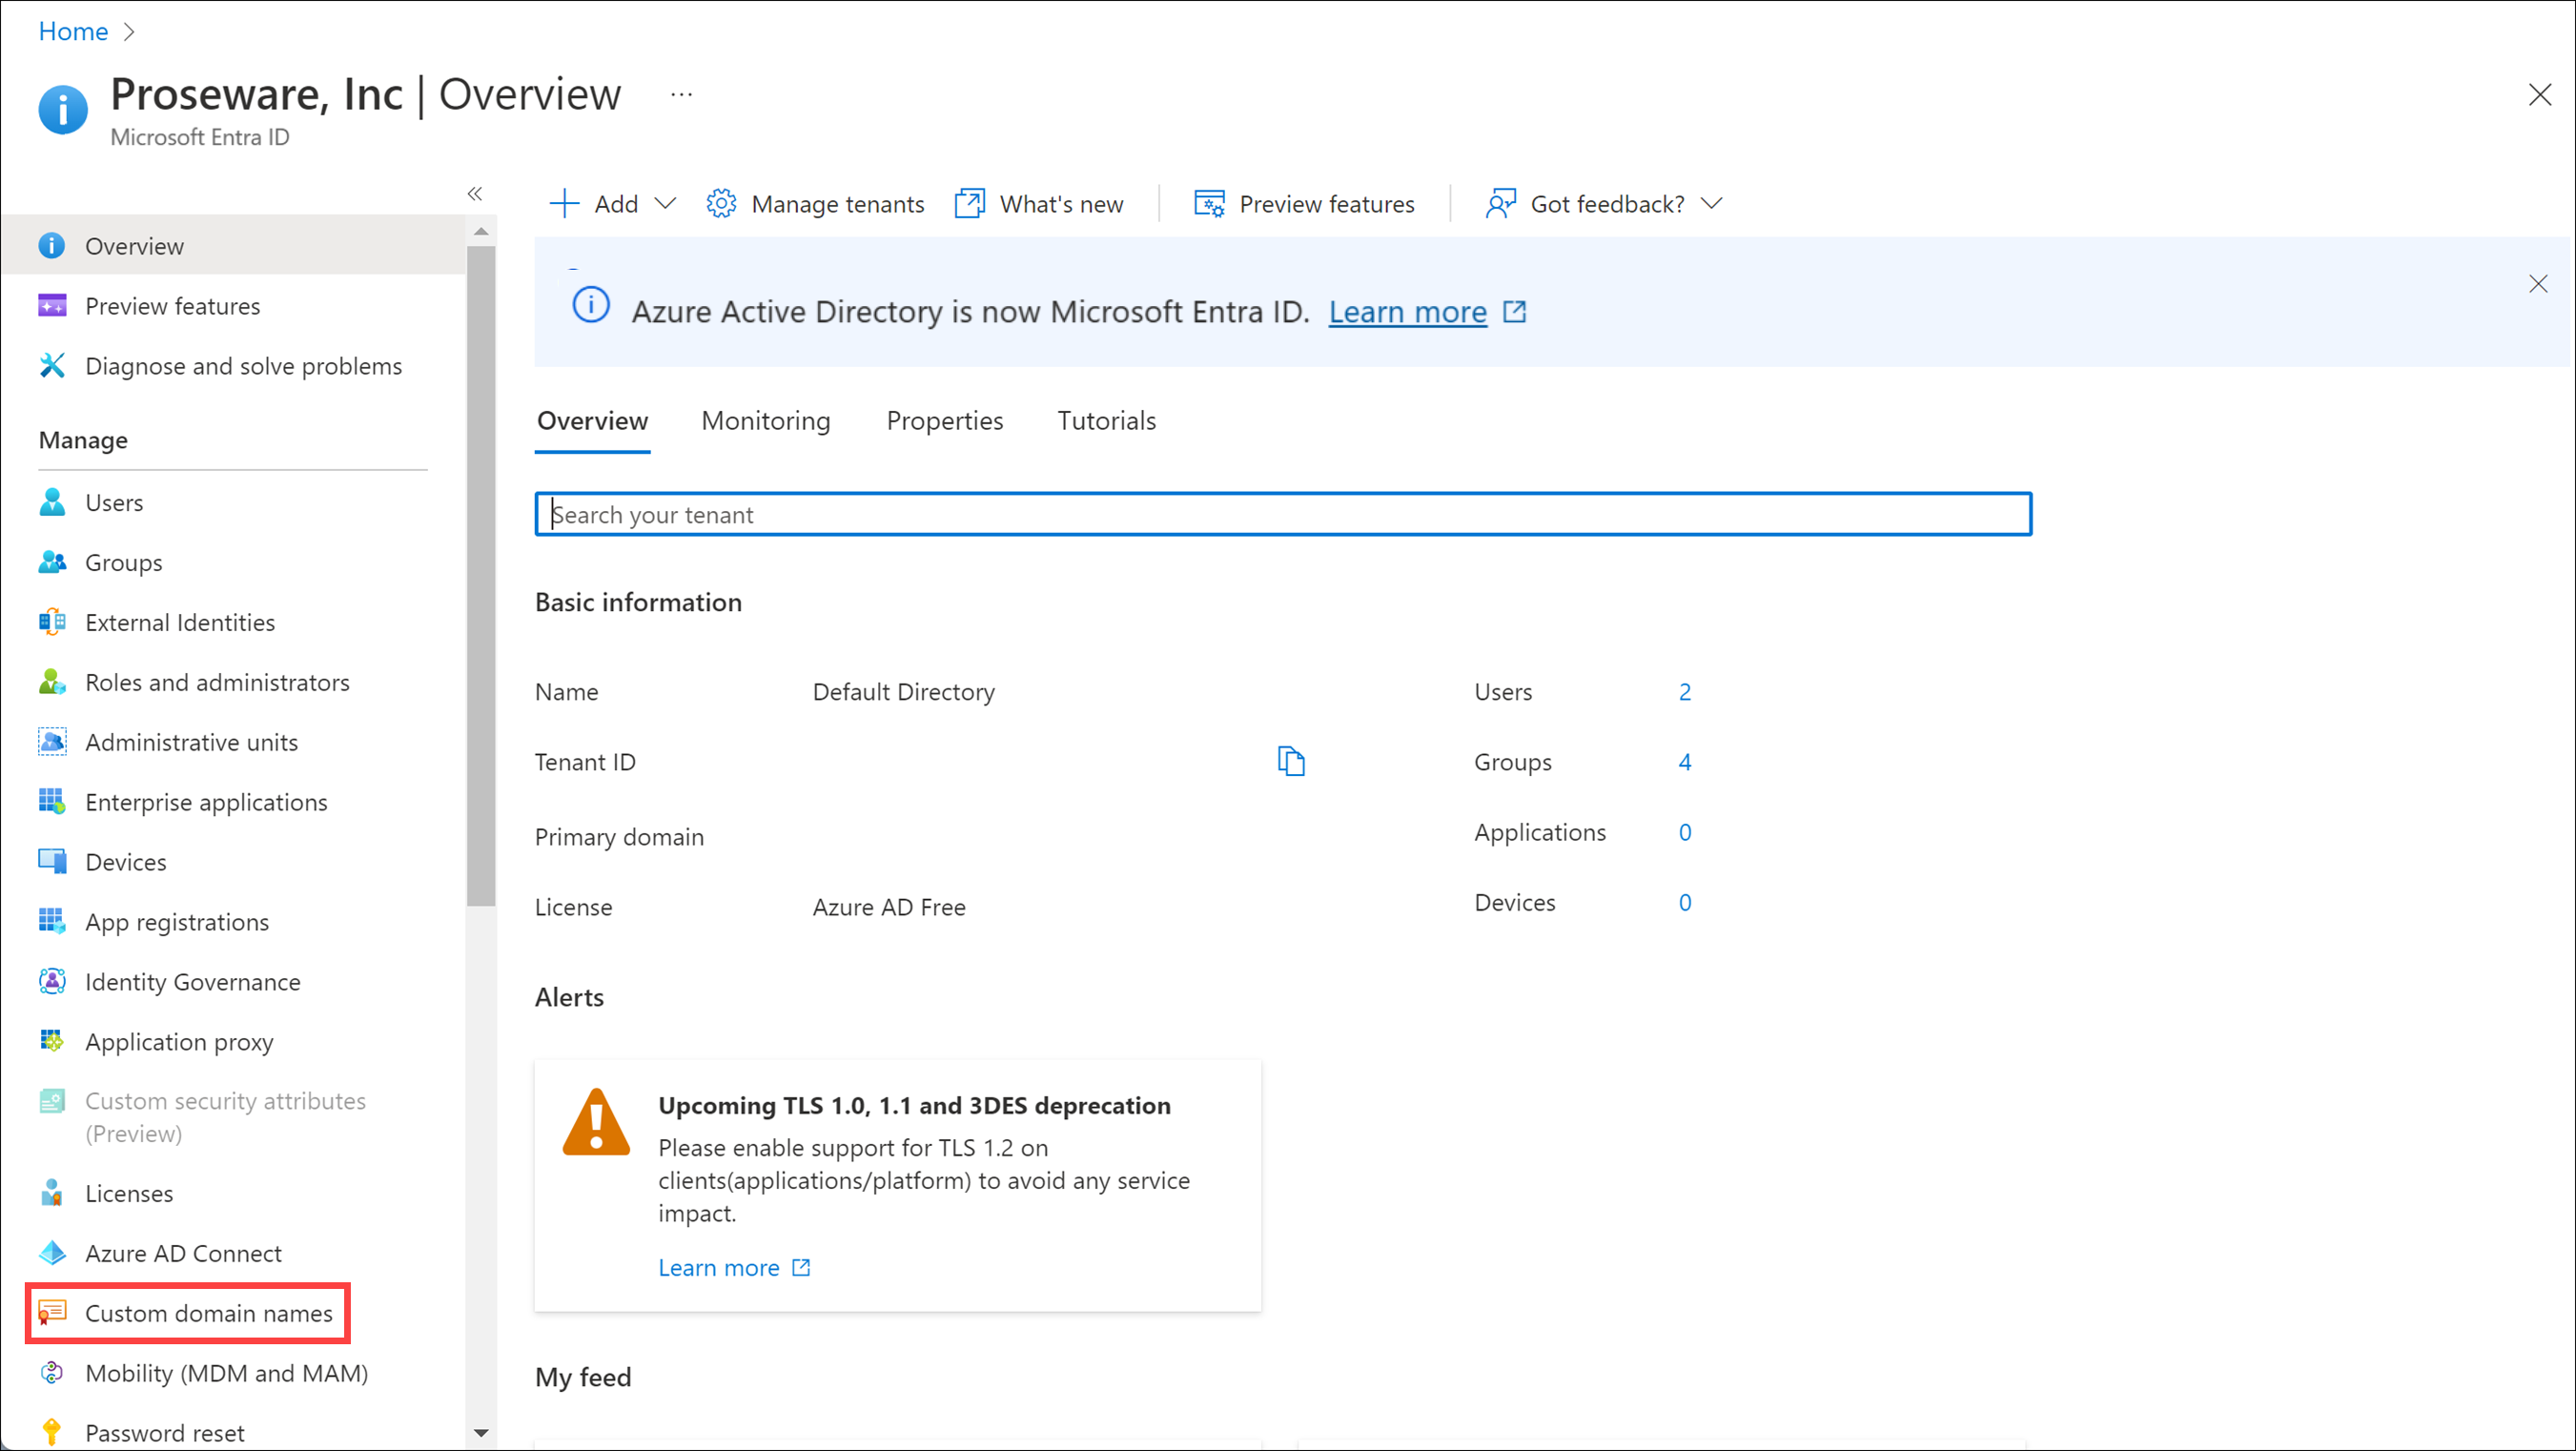 Home
Proseware, Inc | Overview ...
Microsoft Entra ID
Add
Manage tenants
What's new
Preview features
Got feedback?
Overview
Preview features
Diagnose and solve problems
Manage
Users
Groups
External Identities
Roles and administrators
Administrative units
Enterprise applications
Devices
App registrations
Identity Governance
Application proxy
Custom security attributes
(Preview)
Licenses
Azure AD Connect
Custom domain names
Mobility (MDM and MAM)
Password reset
Azure Active Directory is now Microsoft Entra ID. Learn more
Overview Monitoring Properties Tutorials
Search your tenant
Basic information
Name Default Directory Users 2
Tenant ID Groups 4
Primary domain Applications 0
License Azure AD Free Devices 0
Alerts
Upcoming TLS 1.0, 1.1 and 3DES deprecation
Please enable support for TLS 1.2 on
clients(applications/platform) to avoid any service
impact.
Learn more
My feed